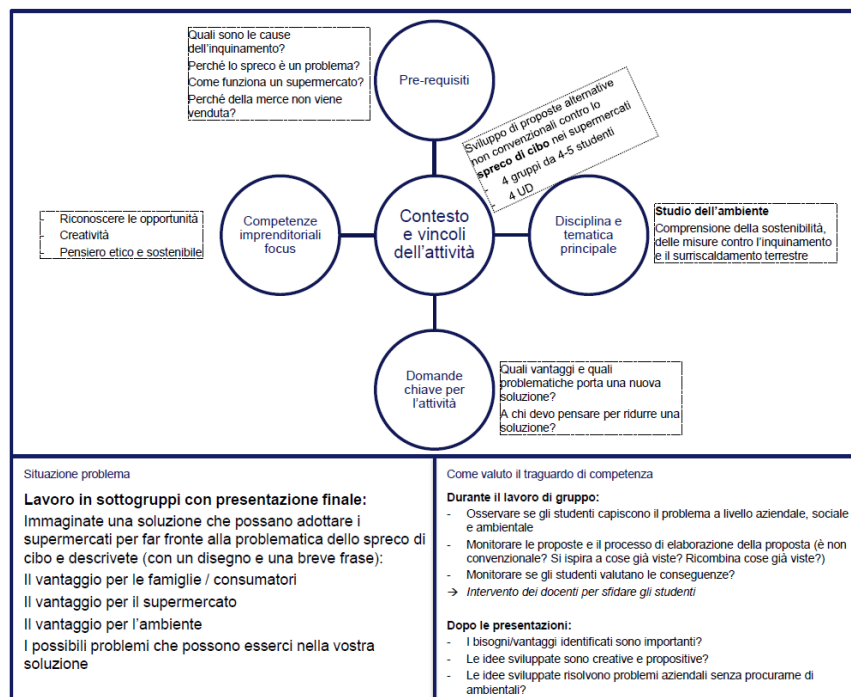 Quali sono le cause
dell'inquinamento?
Perché lo spreco è un problema?
Come funziona un supermercato?
Perché della merce non viene
venduta?
Pre-requisiti
Sviluppo di proposte alternative
non convenzionali contro lo
spreco di cibo nei supermercati
- 4 gruppi da 4-5 studenti
- 4 UD
- Riconoscere le opportunità
- Creatività
- Pensiero etico e sostenibile
Competenze
imprenditoriali
focus
Contesto
e vincoli
dell'attività
Disciplina e
tematica
principale
Studio dell'ambiente
Comprensione della sostenibilità,
delle misure contro l'inquinamento
e il surriscaldamento terrestre
Domande
chiave per
l'attività
Quali vantaggi e quali
problematiche porta una nuova
soluzione?
A chi devo pensare per ridurre una
soluzione?
Situazione problema
Lavoro in sottogruppi con presentazione finale:
Immaginate una soluzione che possano adottare i
supermercati per far fronte alla problematica dello spreco di
cibo e descrivete (con un disegno e una breve frase):
Il vantaggio per le famiglie / consumatori
Il vantaggio per il supermercato
Il vantaggio per l'ambiente
I possibili problemi che possono esserci nella vostra
soluzione
Come valuto il traguardo di competenza
Durante il lavoro di gruppo:
- Osservare se gli studenti capiscono il problema a livello aziendale, sociale
e ambientale
- Monitorare le proposte e il processo di elaborazione della proposta (è non
convenzionale? Si ispira a cose già viste? Ricombina cose già viste?)
- Monitorare se gli studenti valutano le conseguenze?
→ Intervento dei docenti per sfidare gli studenti
Dopo le presentazioni:
- I bisogni/vantaggi identificati sono importanti?
- Le idee sviluppate sono creative e propositive?
- Le idee sviluppate risolvono problemi aziendali senza procurarne di
ambientali?